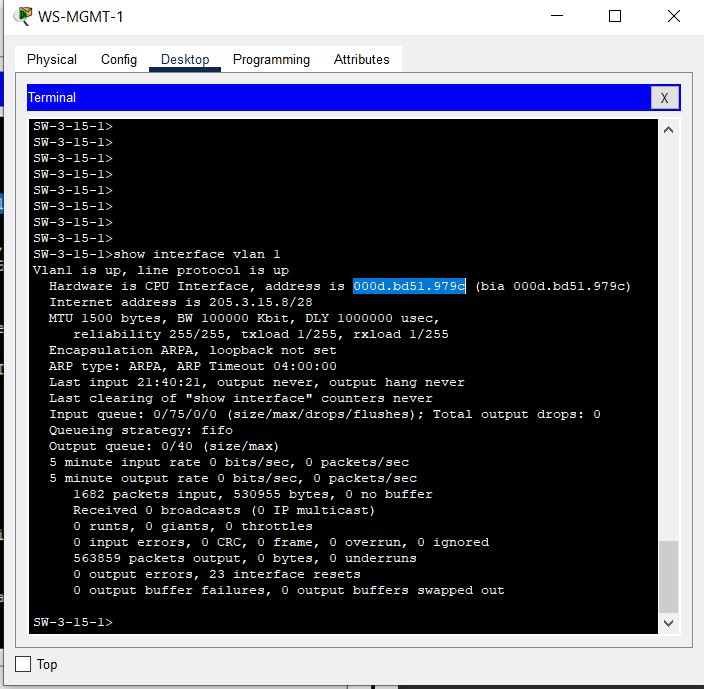 WS-MGMT-1
Physical Config Desktop Programming Attributes
Terminal X
SW-3-15-1>
SW-3-15-1>
SW-3-15-1>
SW-3-15-1>
SW-3-15-1>
SW-3-15-1>
SW-3-15-1>
SW-3-15-1>
SW-3-15-1>show interface vlan 1
Vlan1 is up, line protocol is up
Hardware is CPU Interface, address is 000d.bd51.979c (bia 000d.bd51.979c)
Internet address is 205.3.15.8/28
MTU 1500 bytes, BW 100000 Kbit, DLY 1000000 usec,
reliability 255/255, txload 1/255, rxload 1/255
Encapsulation ARPA, loopback not set
ARP type: ARPA, ARP Timeout 04:00:00
Last input 21:40:21, output never, output hang never
Last clearing of "show interface" counters never
Input queue: 0/75/0/0 (size/max/drops/flushes); Total output drops: 0
Queueing strategy: fifo
Output queue: 0/40 (size/max)
5 minute input rate 0 bits/sec, 0 packets/sec
5 minute output rate 0 bits/sec, 0 packets/sec
1682 packets input, 530955 bytes, 0 no buffer
Received 0 broadcasts (0 IP multicast)
0 runts, 0 giants, 0 throttles
0 input errors, 0 CRC, 0 frame, 0 overrun, 0 ignored
563859 packets output, 0 bytes, 0 underruns
0 output errors, 23 interface resets
0 output buffer failures, 0 output buffers swapped out
SW-3-15-1>
Top